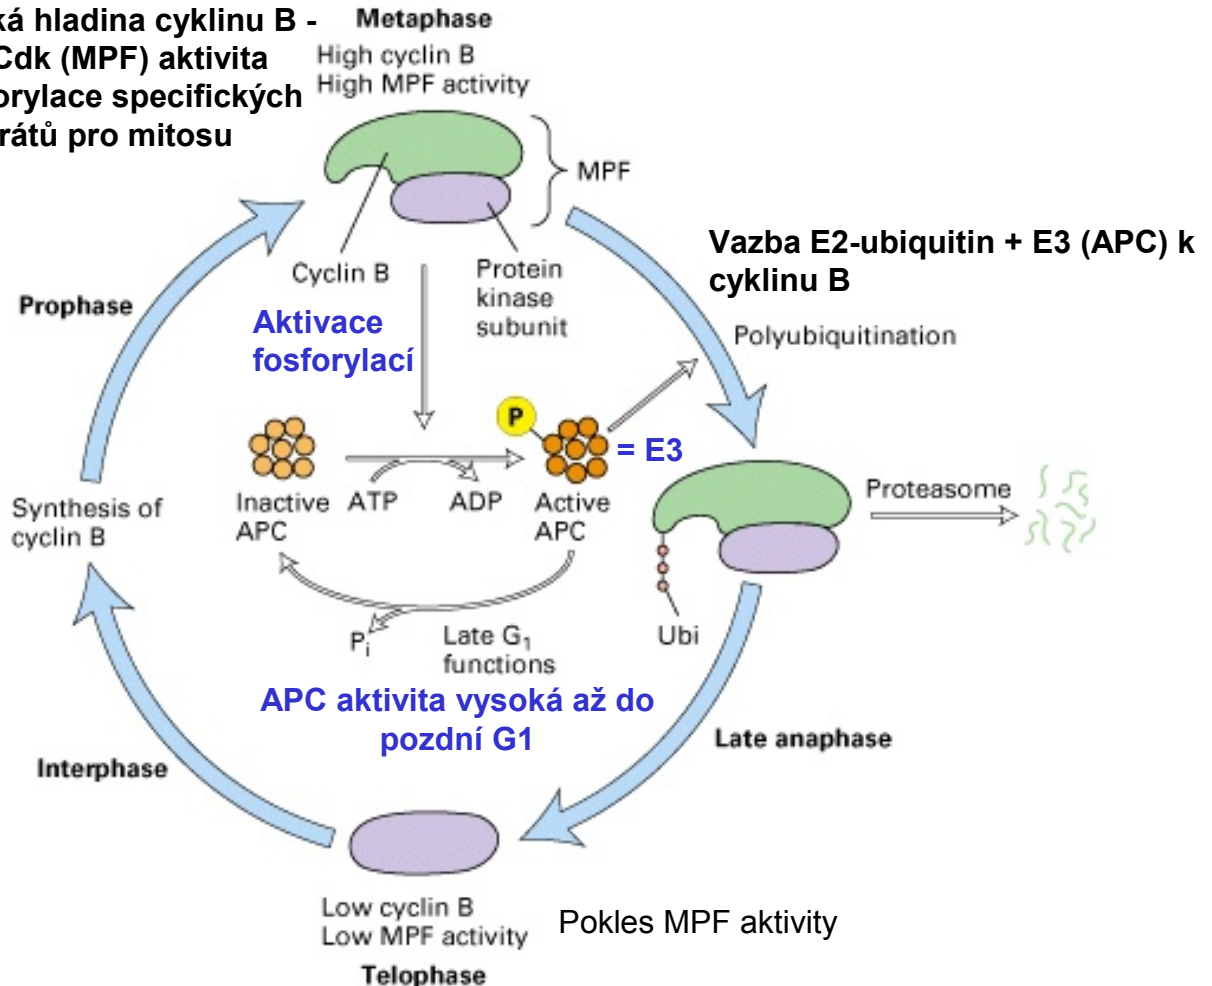 ká hladina cyklinu B -
Cdk (MPF) aktivita
orylace specifických
rátů pro mitosu
Metaphase
High cyclin B
High MPF activity
MPF
Cyclin B
Protein
kinase
subunit
Vazba E2-ubiquitin + E3 (APC) k
cyklinu B
Prophase
Aktivace
fosforylací
Polyubiquitination
P
= E3
Inactive
APC
ATP
ADP
Active
APC
Proteasome
Synthesis of
cyclin B
Pi
Late G1
functions
Ubi
APC aktivita vysoká až do
pozdní G1
Late anaphase
Interphase
Low cyclin B
Low MPF activity
Pokles MPF aktivity
Telophase